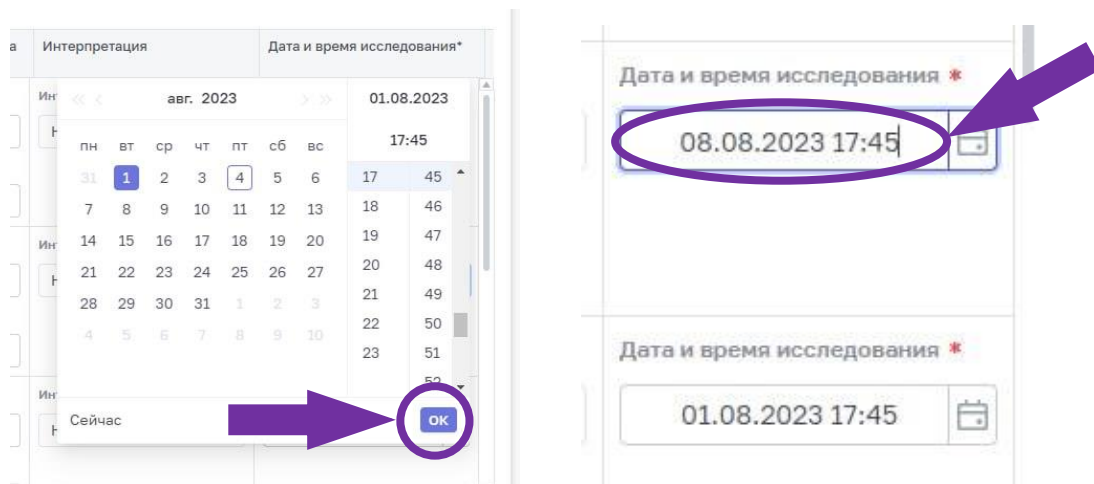 а Интерпретация Дата и время исследования*
Ин
« < авг. 2023 > » 01.08.2023
17:45
пн вт ср чт пт сб вс
31 1 2 3 4 5 6 17 45
7 8 9 10 11 12 13 18 46
14 15 16 17 18 19 20 19 47
Ин
21 22 23 24 25 26 27 20 48
28 29 30 31 1 2 3 21 49
4 5 6 7 8 9 10 22 50
23 51
52
Ин
Сейчас ОК
Дата и время исследования *
08.08.2023 17:45
Дата и время исследования *
01.08.2023 17:45